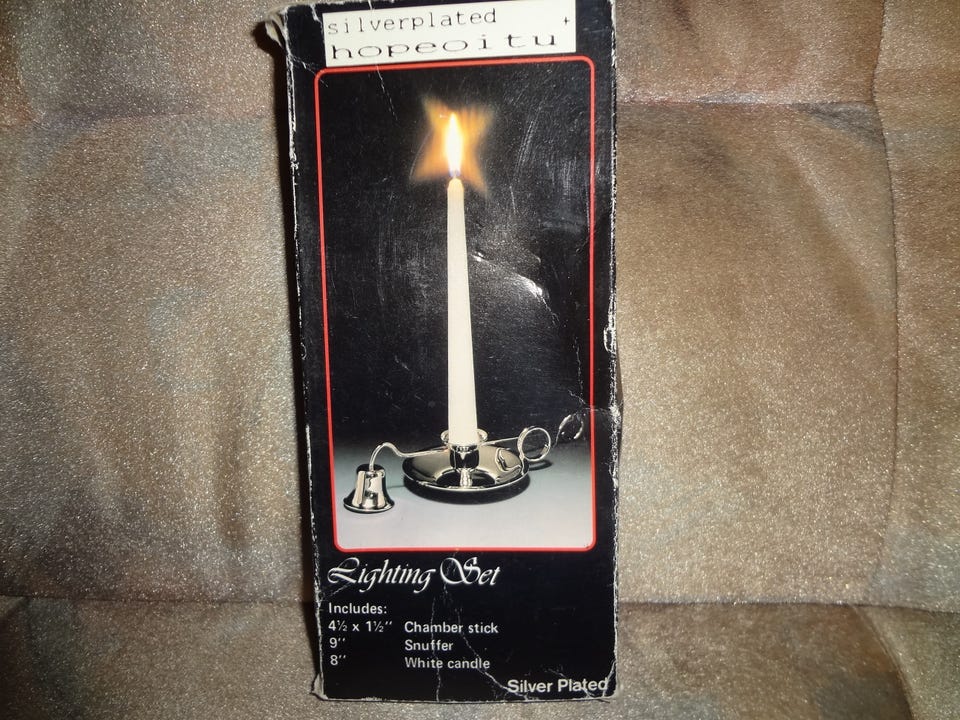 silverplated +
hopeoitu
Lighting Set
Includes:
4½ x 1½" Chamber stick
9" Snuffer
8" White candle
Silver Plated